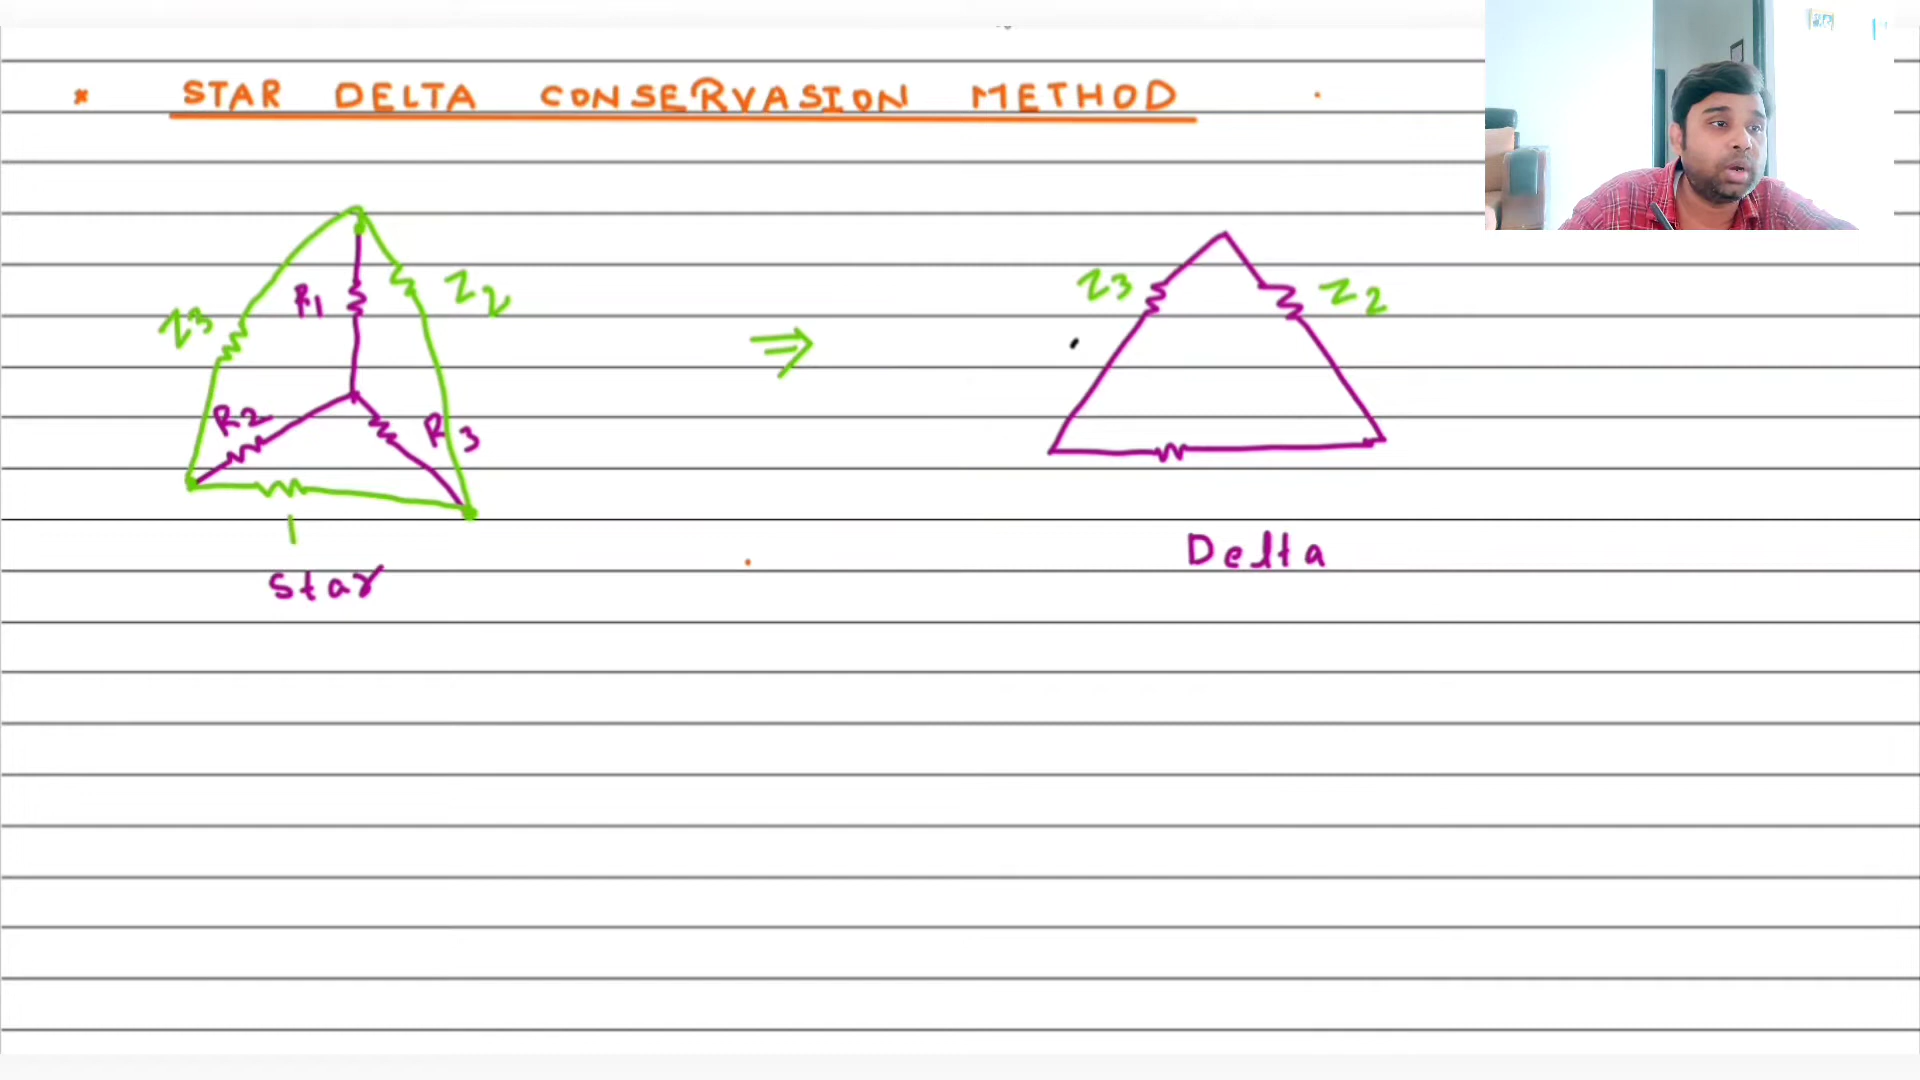 * STAR DELTA CONSERVASION METHOD
Z3 R1 Z2
R2 R3
1
Star
Z3 Z2
Delta